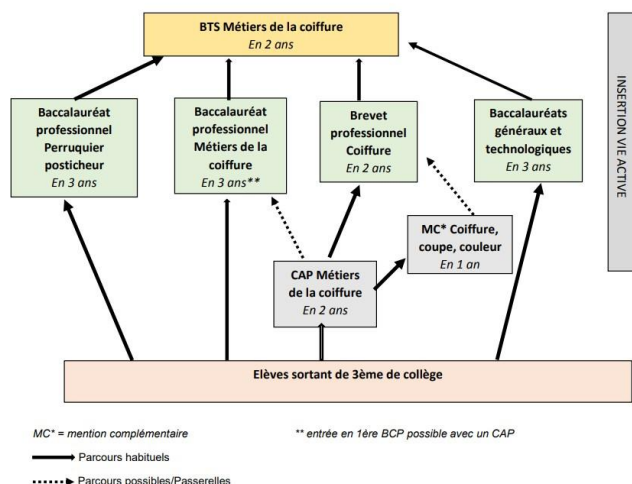 BTS Métiers de la coiffure
En 2 ans
INSERTION VIE ACTIVE
Baccalauréat
professionnel
Perruquier
posticheur
En 3 ans
Baccalauréat
professionnel
Métiers de la
coiffure
En 3 ans**
Brevet
professionnel
Coiffure
En 2 ans
Baccalauréats
généraux et
technologiques
En 3 ans
MC* Coiffure,
coupe, couleur
En 1 an
CAP Métiers
de la coiffure
En 2 ans
Elèves sortant de 3ème de collège
MC* = mention complémentaire
** entrée en 1ère BCP possible avec un CAP
Parcours habituels
Parcours possibles/Passerelles